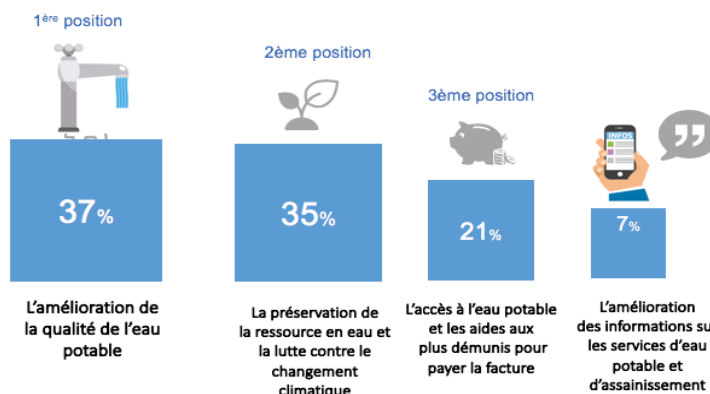 1ère position
2ème position
3ème position
INFOS
37%
35%
21%
7%
L'amélioration de
la qualité de l'eau
potable
La préservation de
la ressource en eau et
la lutte contre le
changement
climatique
L'accès à l'eau potable
et les aides aux
plus démunis pour
payer la facture
L'amélioration
des informations su
les services d'eau
potable et
d'assainissement